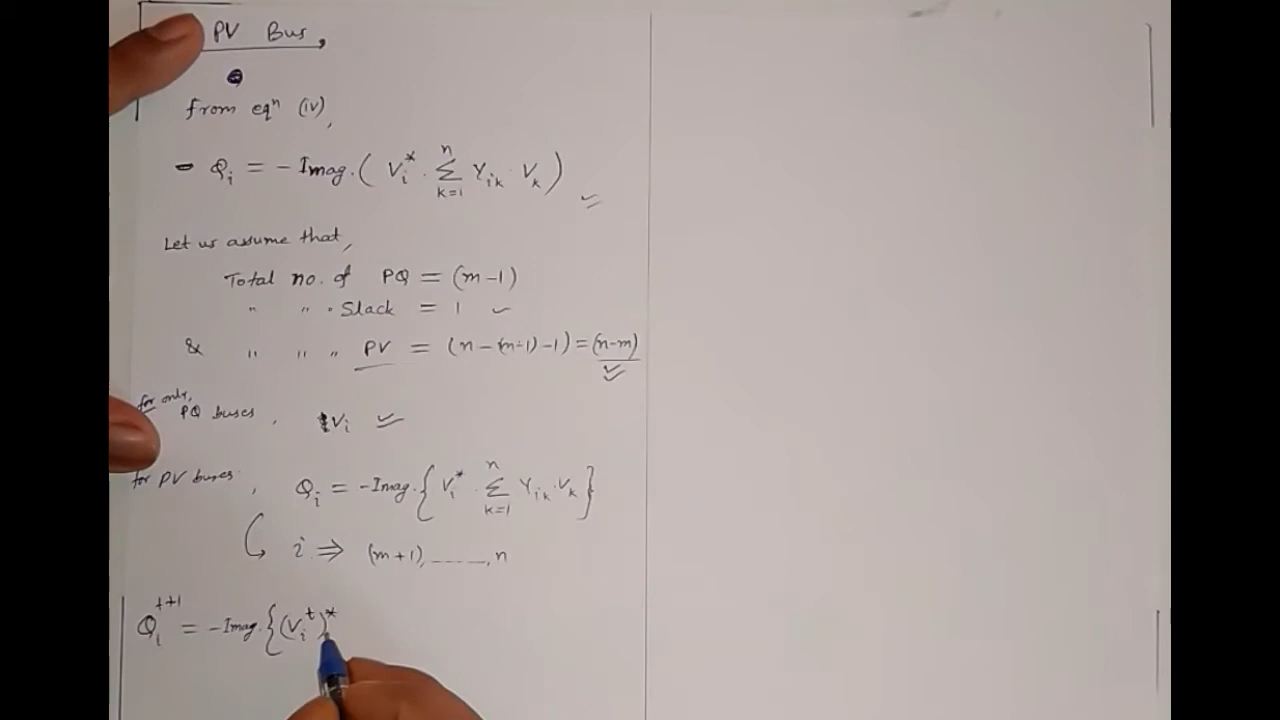 PV Bus,
from eqⁿ (iv),
- Qᵢ = - Imag. ( Vᵢ* . Σₖ₌₁ⁿ Yᵢₖ . Vₖ )
Let us assume that,
Total no. of PQ = (m-1)
" " " Slack = 1
& " " " PV = (n - (m-1) - 1) = (n-m)
for only,
PQ buses, Vᵢ
for PV buses, Qᵢ = -Imag. { Vᵢ* . Σₖ₌₁ⁿ Yᵢₖ . Vₖ }
i ⇒ (m+1), ......, n
Qᵢᵗ⁺¹ = -Imag. { (Vᵢᵗ)*